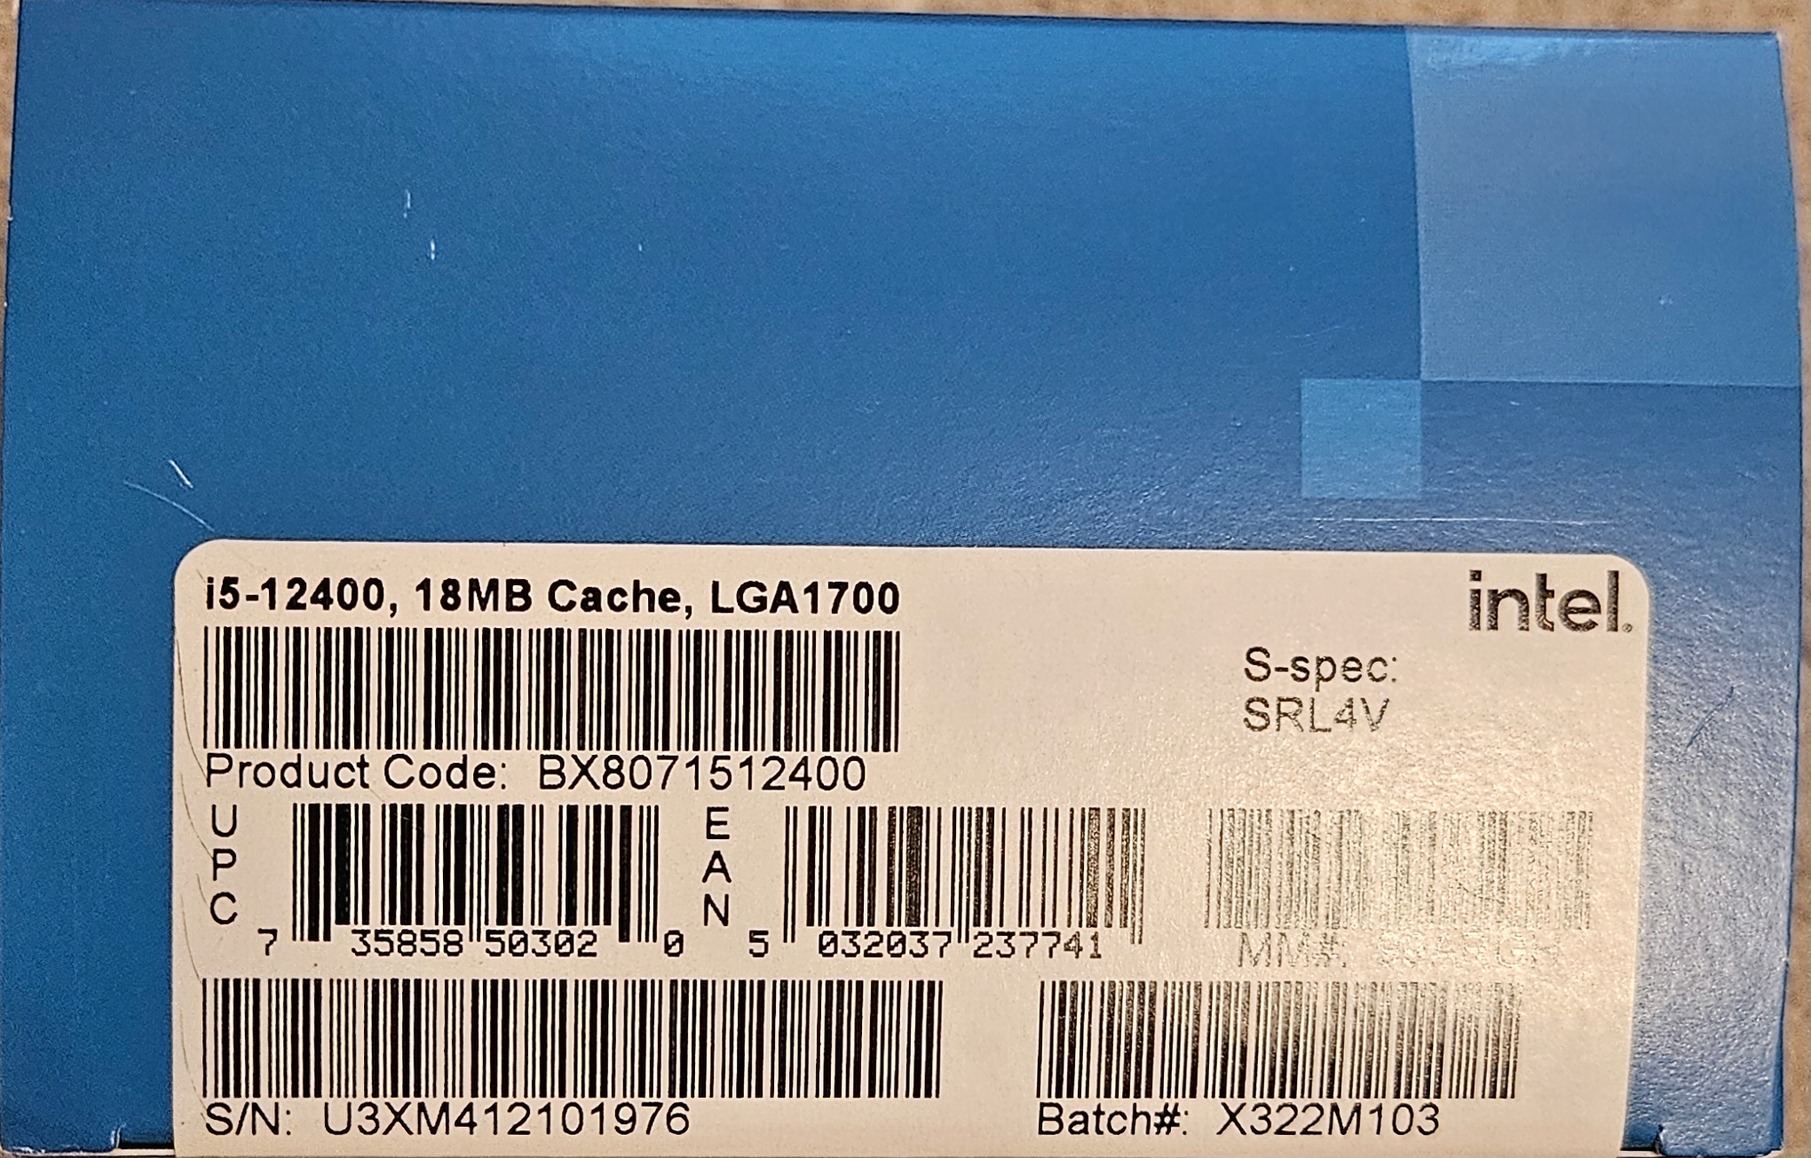 i5-12400, 18MB Cache, LGA1700
intel.
S-spec:
SRL4V
Product Code: BX8071512400
UPC
7 35858 50302 0
EAN
5 032037 237741
MM#:
S/N: U3XM412101976
Batch#: X322M103